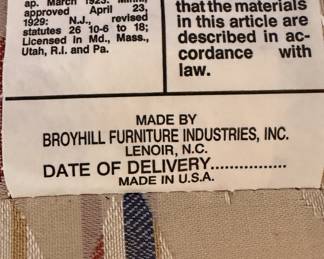 ap. March 1923. Minn.
approved April 23,
1929: N.J., revised
statutes 26 10-6 to 18;
Licensed in Md., Mass.,
Utah, R.I. and Pa.
that the materials
in this article are
described in ac-
cordance with
law.
MADE BY
BROYHILL FURNITURE INDUSTRIES, INC.
LENOIR, N.C.
DATE OF DELIVERY................
MADE IN U.S.A.